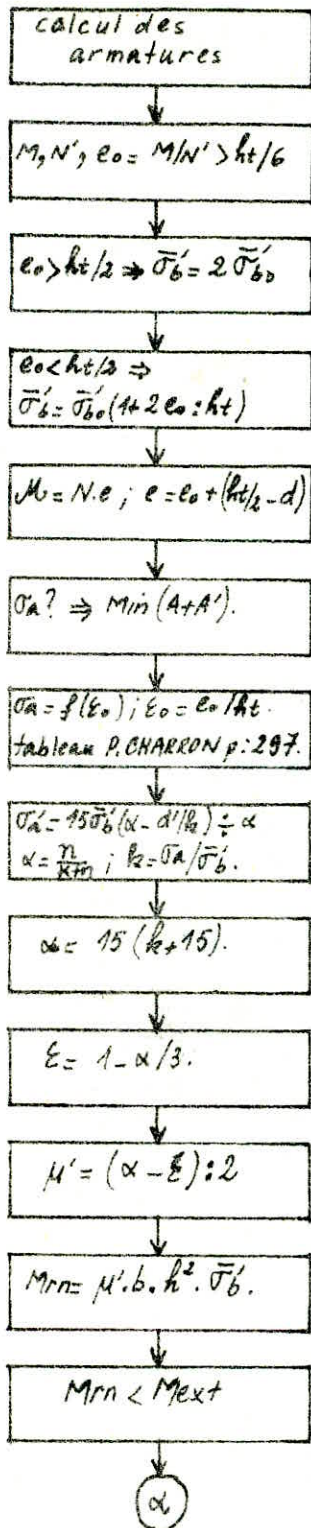 calcul des
armatures
M, N', e₀ = M/N' > ht/6
e₀ > ht/2 ⇒ σ̄'b = 2 σ̄'b₀
e₀ < ht/2 ⇒
σ̄'b = σ̄'b₀ (1 + 2 e₀ : ht)
M = N.e ; e = e₀ + (ht/2 - d)
σa ? ⇒ Min (A+A').
σa = f(ε₀) ; ε₀ = e₀/ht.
tableau P. CHARRON p: 297.
σ'a = 15 σ̄'b (α - d'/h) ÷ α
α = n/(k+n) ; k = σa/σ̄'b.
α = 15 (k+15).
ε = 1 - α/3.
μ' = (α - ε) : 2
Mrn = μ'. b. h². σ̄'b.
Mrn < Mext
α